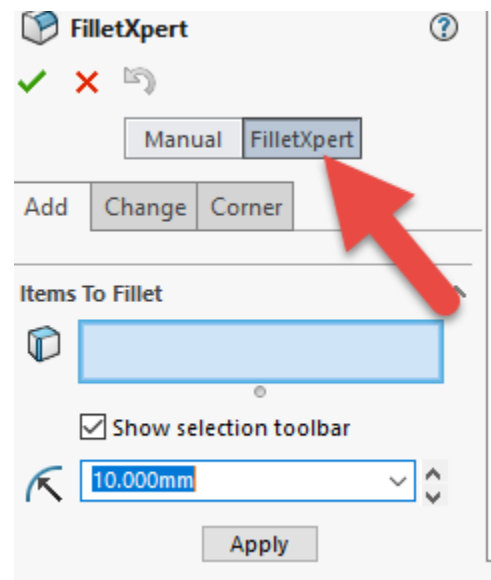 FilletXpert
?
Manual FilletXpert
Add Change Corner
Items To Fillet
Show selection toolbar
10.000mm
Apply